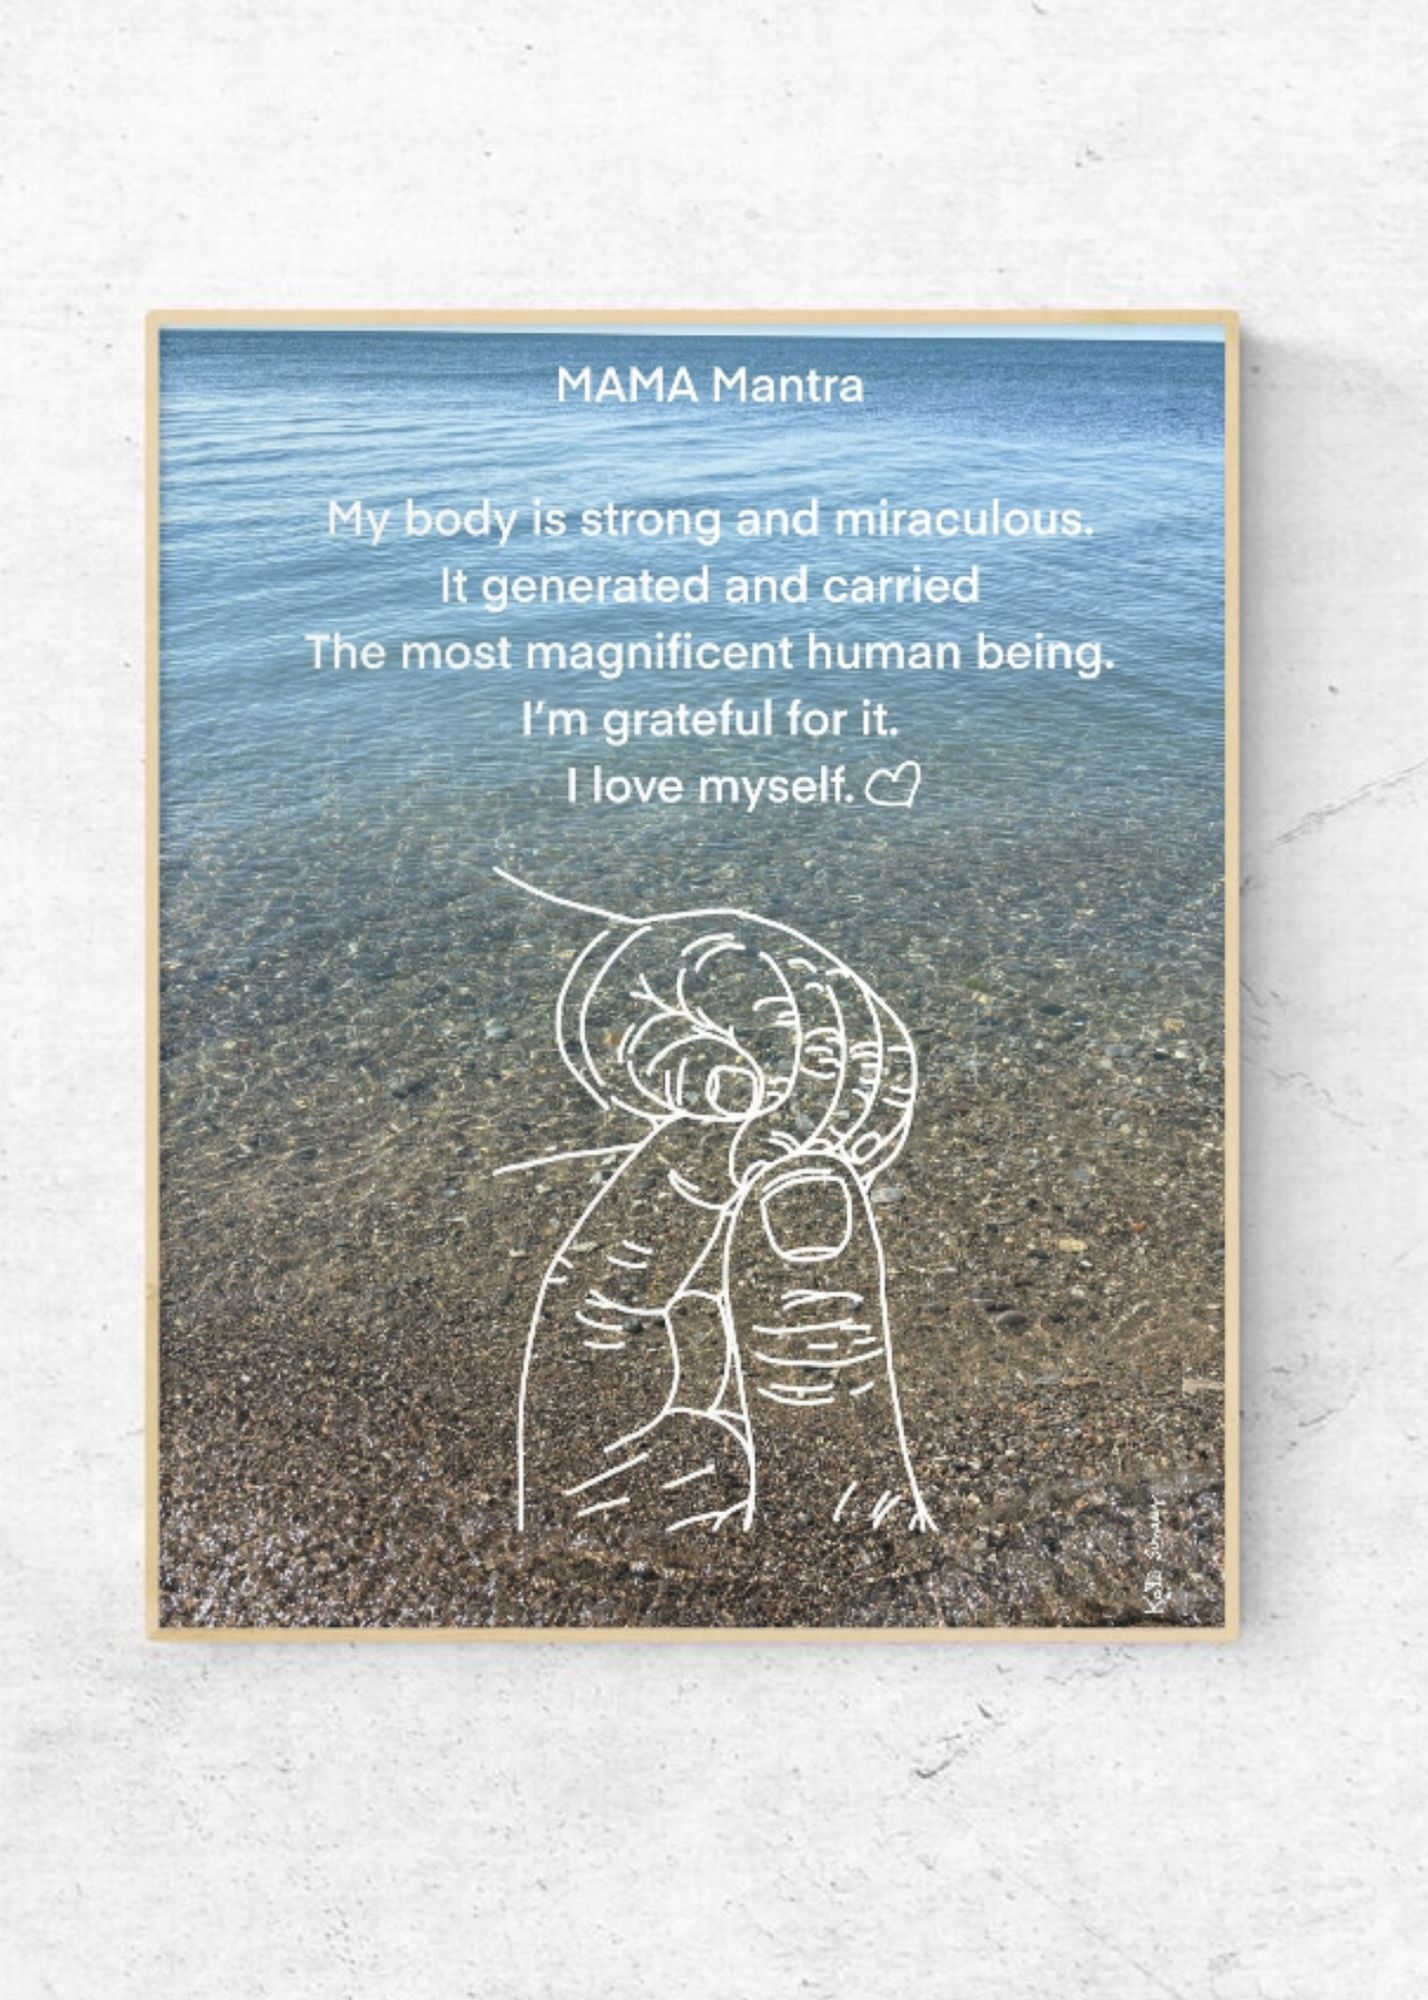 MAMA Mantra
My body is strong and miraculous.
It generated and carried
The most magnificent human being.
I'm grateful for it.
I love myself.